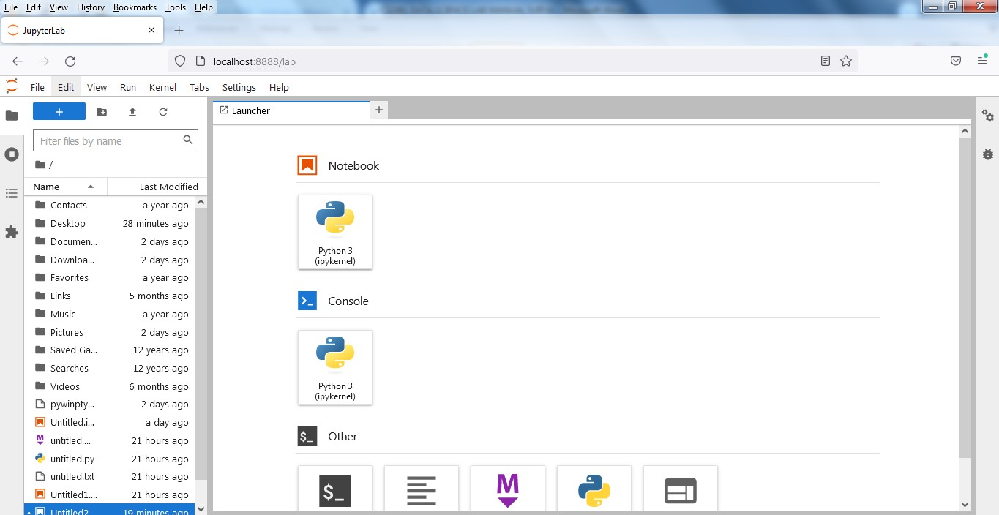 File Edit View History Bookmarks Tools Help
JupyterLab
localhost:8888/lab
File Edit View Run Kernel Tabs Settings Help
Launcher
Filter files by name
/
Name Last Modified
Contacts a year ago
Desktop 28 minutes ago
Documen... 2 days ago
Downloa... 2 days ago
Favorites a year ago
Links 5 months ago
Music a year ago
Pictures 2 days ago
Saved Ga... 12 years ago
Searches 12 years ago
Videos 6 months ago
pywinpty... 2 days ago
Untitled.i... a day ago
untitled.... 21 hours ago
untitled.py 21 hours ago
untitled.txt 21 hours ago
Untitled1.... 21 hours ago
Untitled2 19 minutes ago
Notebook
Python 3
(ipykernel)
Console
Python 3
(ipykernel)
$_ Other
$_
M